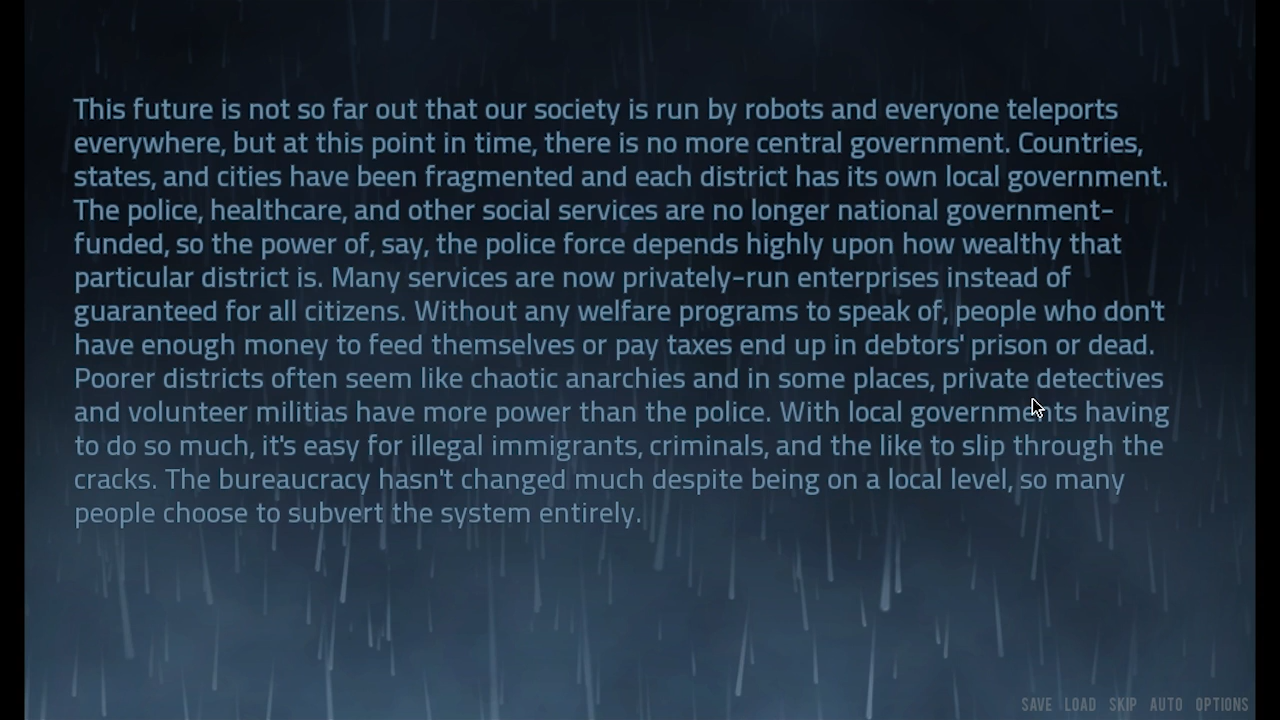 This future is not so far out that our society is run by robots and everyone teleports
everywhere, but at this point in time, there is no more central government. Countries,
states, and cities have been fragmented and each district has its own local government.
The police, healthcare, and other social services are no longer national government-
funded, so the power of, say, the police force depends highly upon how wealthy that
particular district is. Many services are now privately-run enterprises instead of
guaranteed for all citizens. Without any welfare programs to speak of, people who don't
have enough money to feed themselves or pay taxes end up in debtors' prison or dead.
Poorer districts often seem like chaotic anarchies and in some places, private detectives
and volunteer militias have more power than the police. With local governments having
to do so much, it's easy for illegal immigrants, criminals, and the like to slip through the
cracks. The bureaucracy hasn't changed much despite being on a local level, so many
people choose to subvert the system entirely.
SAVE LOAD SKIP AUTO OPTIONS